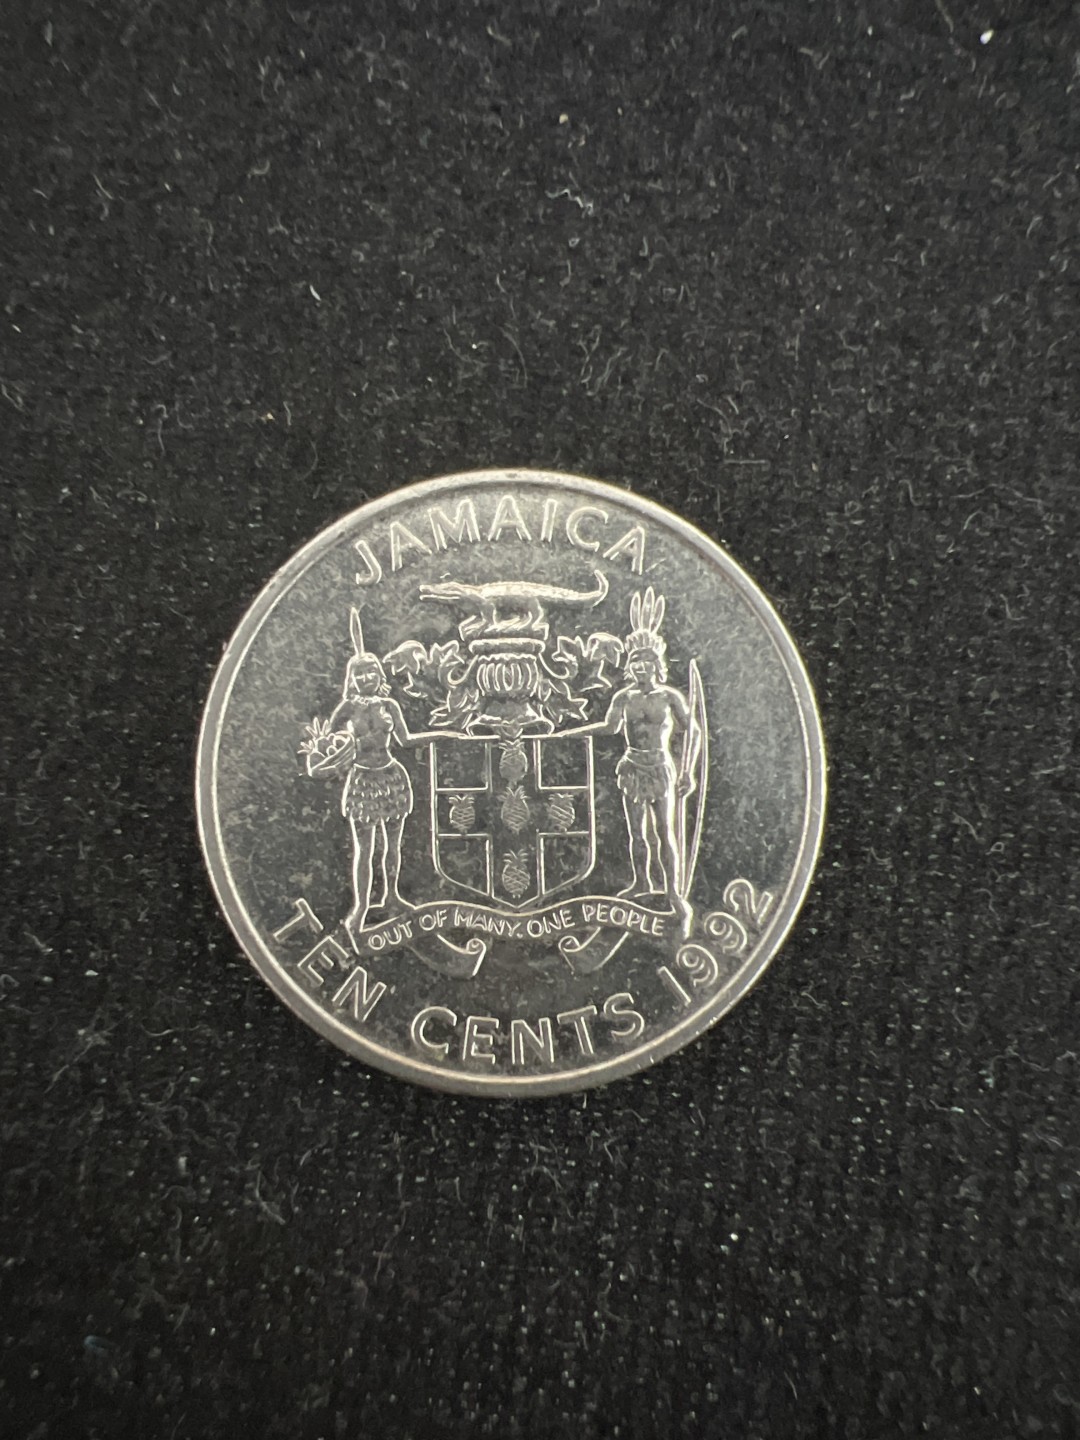 JAMAICA
OUT OF MANY, ONE PEOPLE
TEN CENTS 1992